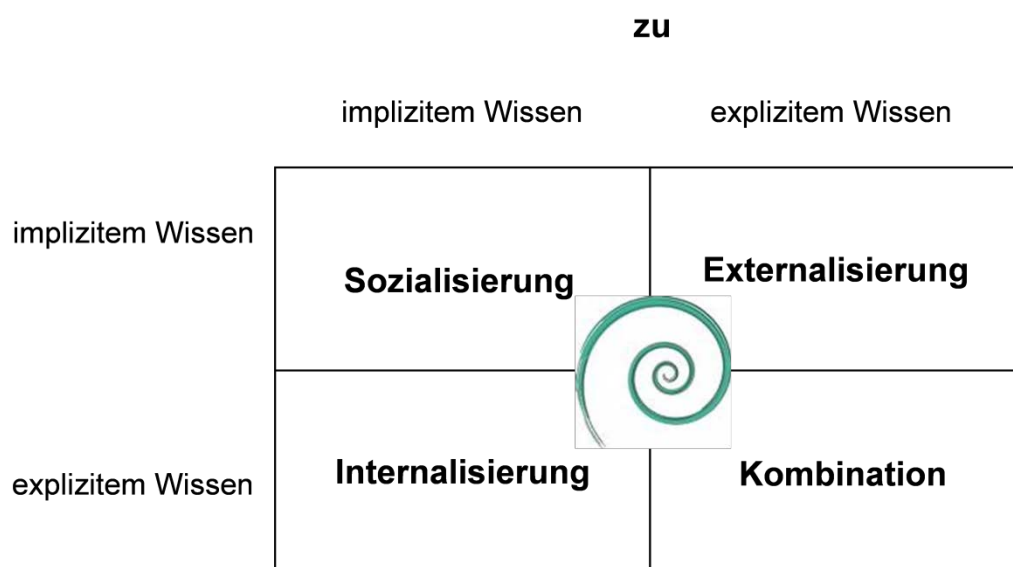 zu
implizitem Wissen
explizitem Wissen
implizitem Wissen
Sozialisierung
Externalisierung
explizitem Wissen
Internalisierung
Kombination